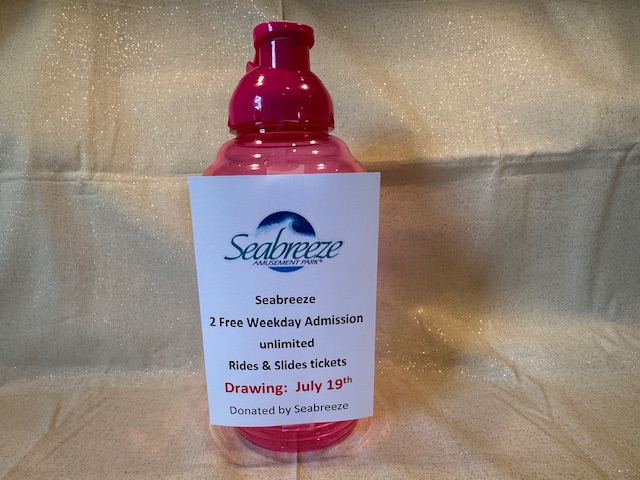 Seabreeze
AMUSEMENT PARK®
Seabreeze
2 Free Weekday Admission
unlimited
Rides & Slides tickets
Drawing: July 19th
Donated by Seabreeze